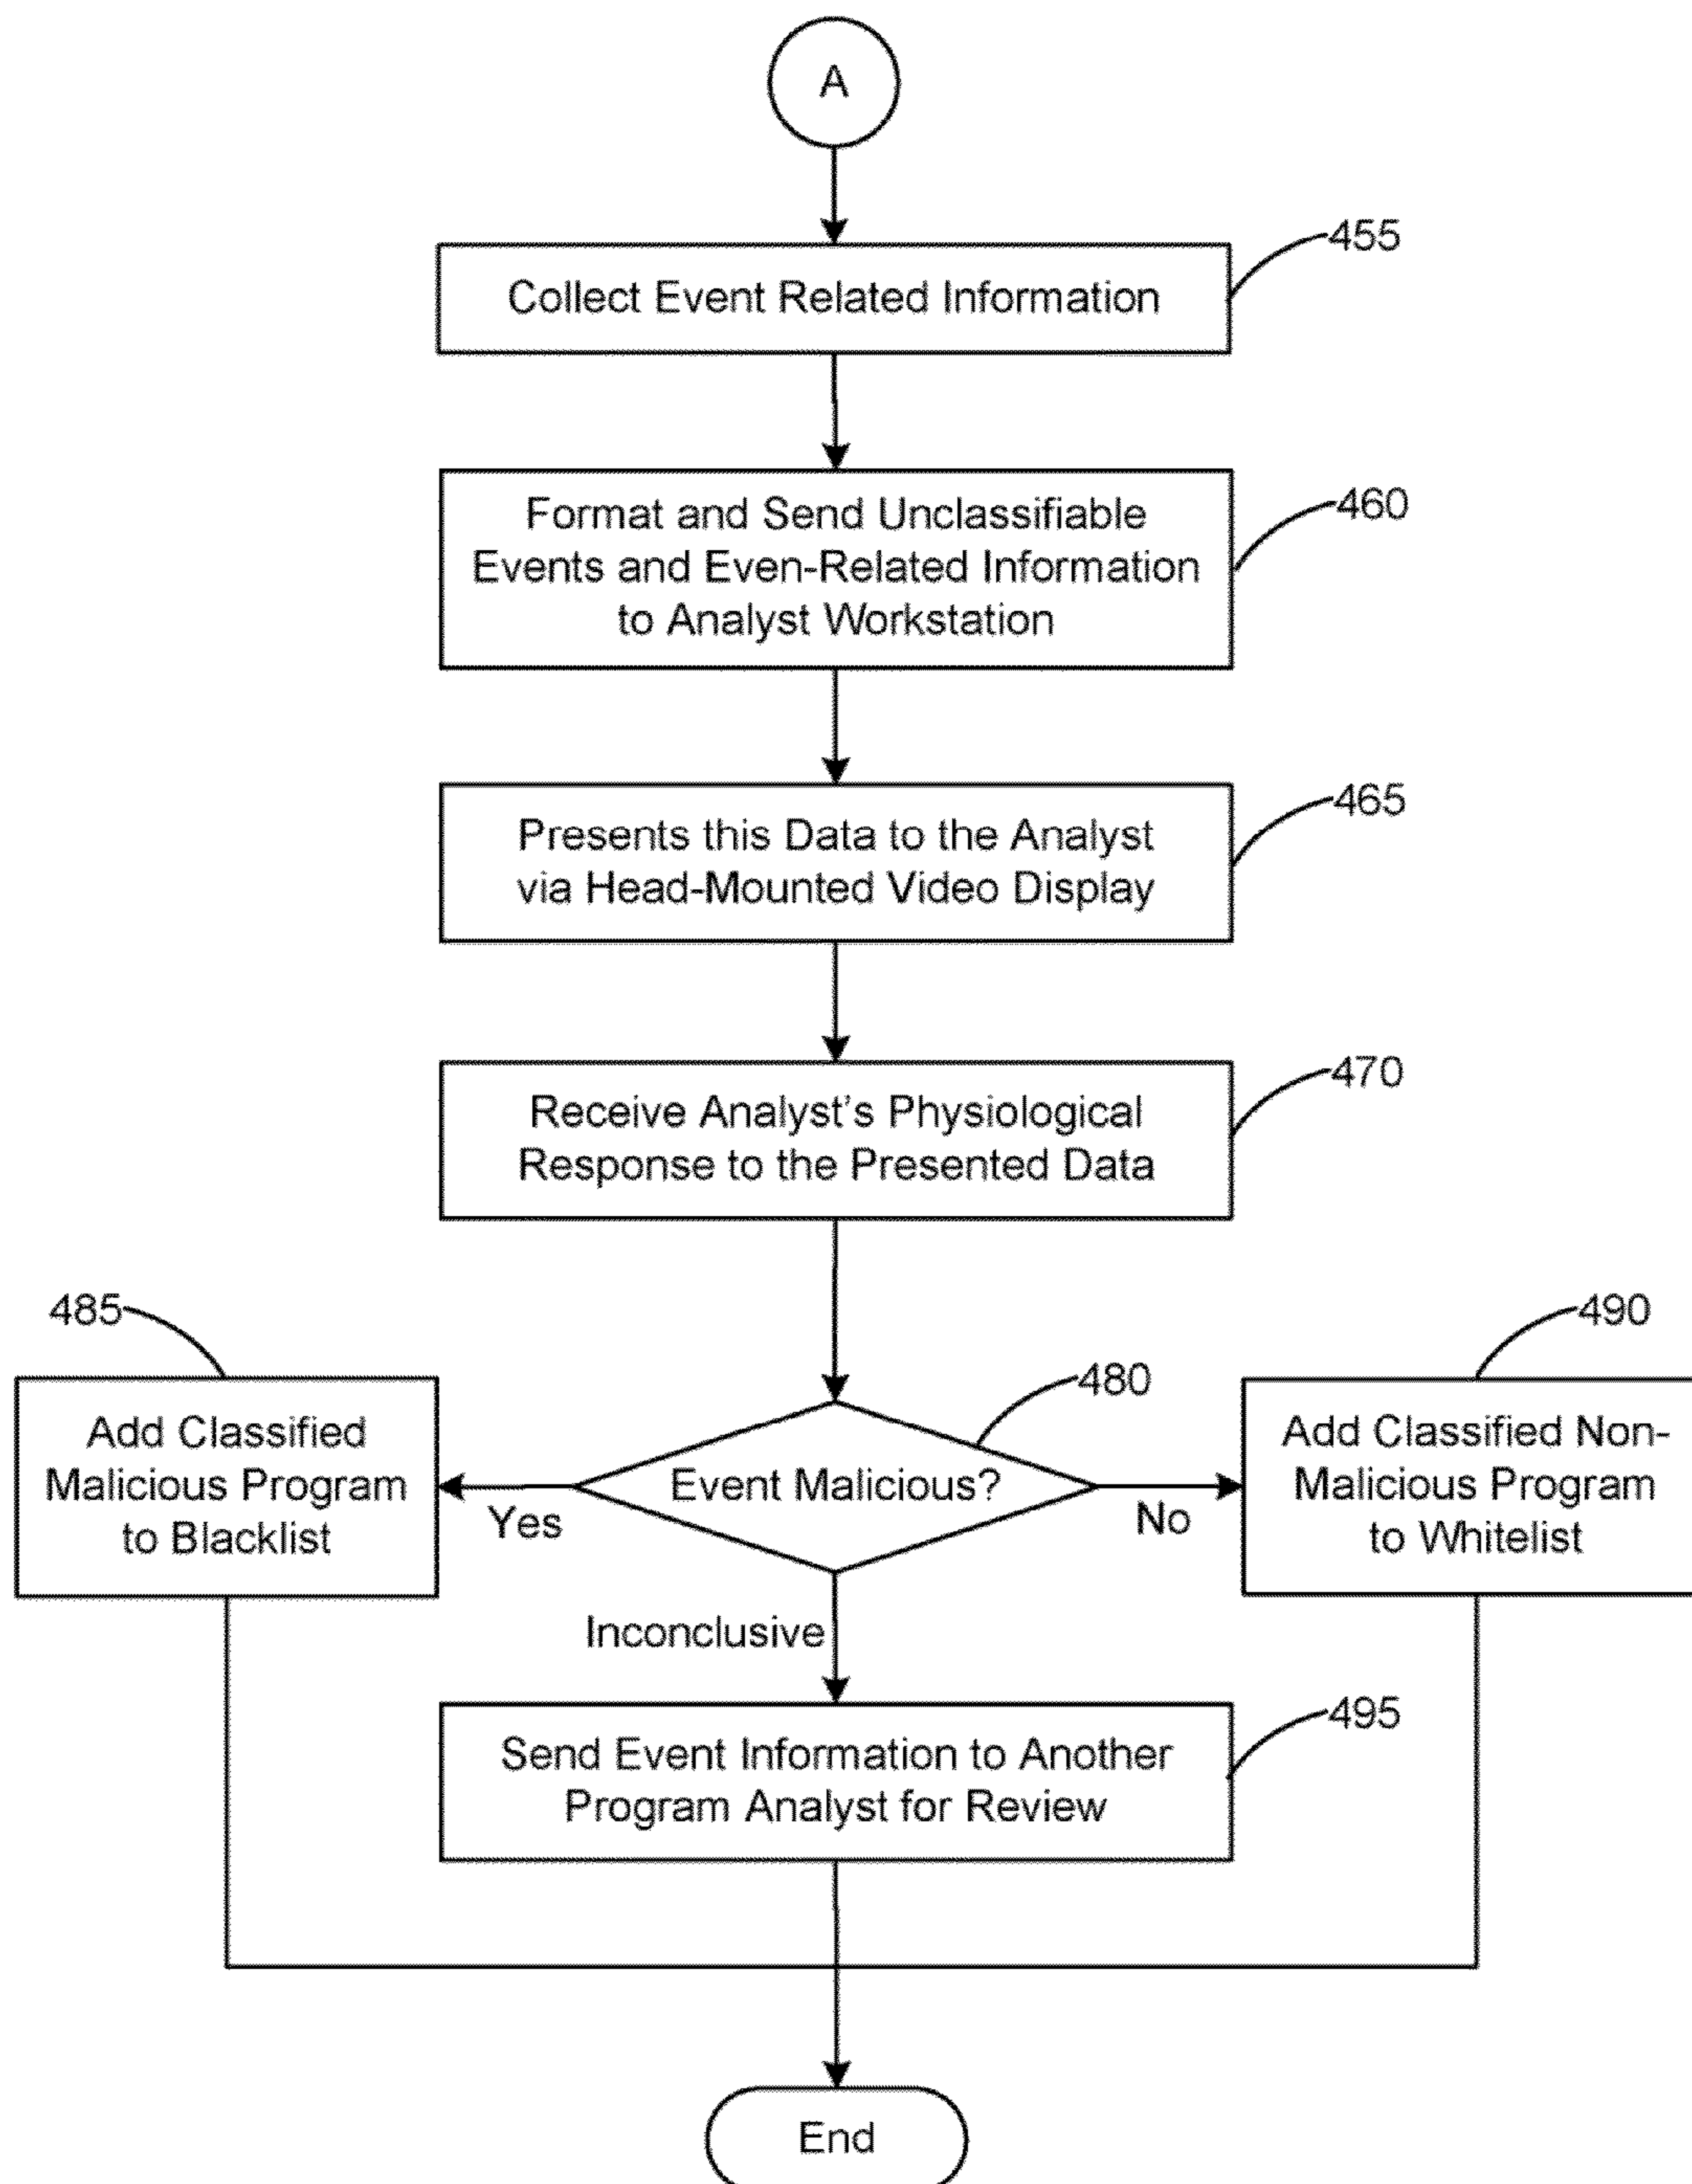 A
455
Collect Event Related Information
460
Format and Send Unclassifiable
Events and Even-Related Information
to Analyst Workstation
465
Presents this Data to the Analyst
via Head-Mounted Video Display
470
Receive Analyst's Physiological
Response to the Presented Data
485
490
480
Add Classified
Malicious Program
to Blacklist
Event Malicious?
Yes
No
Add Classified Non-
Malicious Program
to Whitelist
Inconclusive
495
Send Event Information to Another
Program Analyst for Review
End